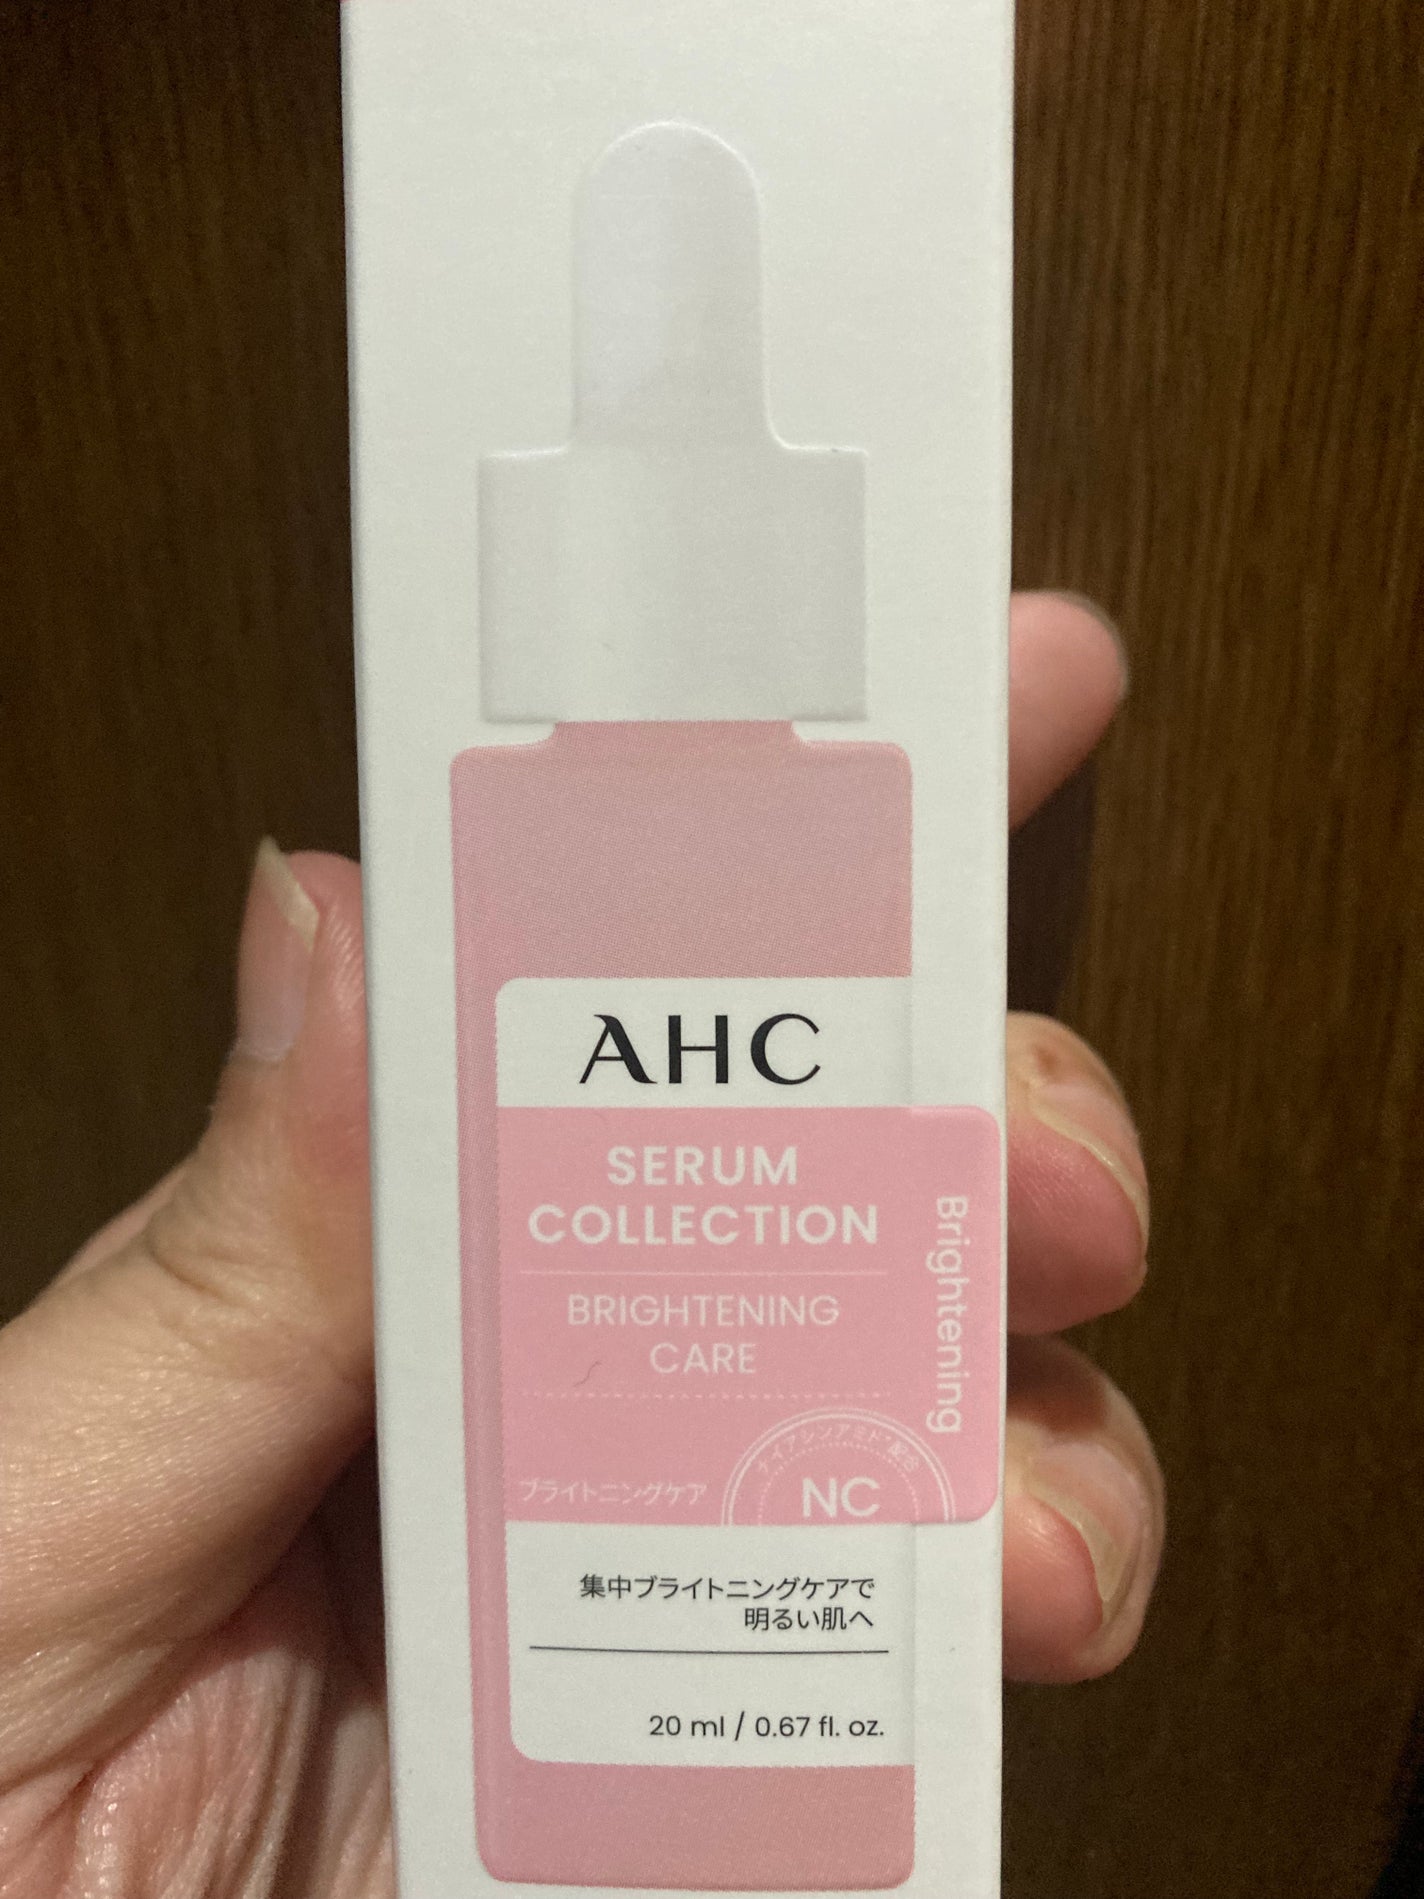 AHC
SERUM
COLLECTION
BRIGHTENING
CARE
Brightening
ナイアシンアミド*配合
NC
ブライトニングケア
集中ブライトニングケアで
明るい肌へ
20 ml / 0.67 fl. oz.